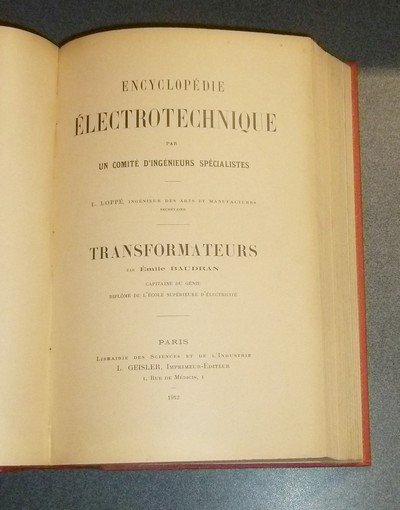 ENCYCLOPÉDIE
ÉLECTROTECHNIQUE
PAR
UN COMITÉ D'INGENIEURS SPÉCIALISTES
L. LOPPÉ, INGÉNIEUR DES ARTS ET MANUFACTURES
SECRÉTAIRE
TRANSFORMATEURS
PAR Émile BAUDRAN
CAPITAINE DU GÉNIE
DIPLÔMÉ DE L'ÉCOLE SUPÉRIEURE D'ÉLECTRICITÉ
PARIS
LIBRAIRIE DES SCIENCES ET DE L'INDUSTRIE
L. GEISLER, IMPRIMEUR-ÉDITEUR
1, RUE DE MÉDICIS, 1
1912